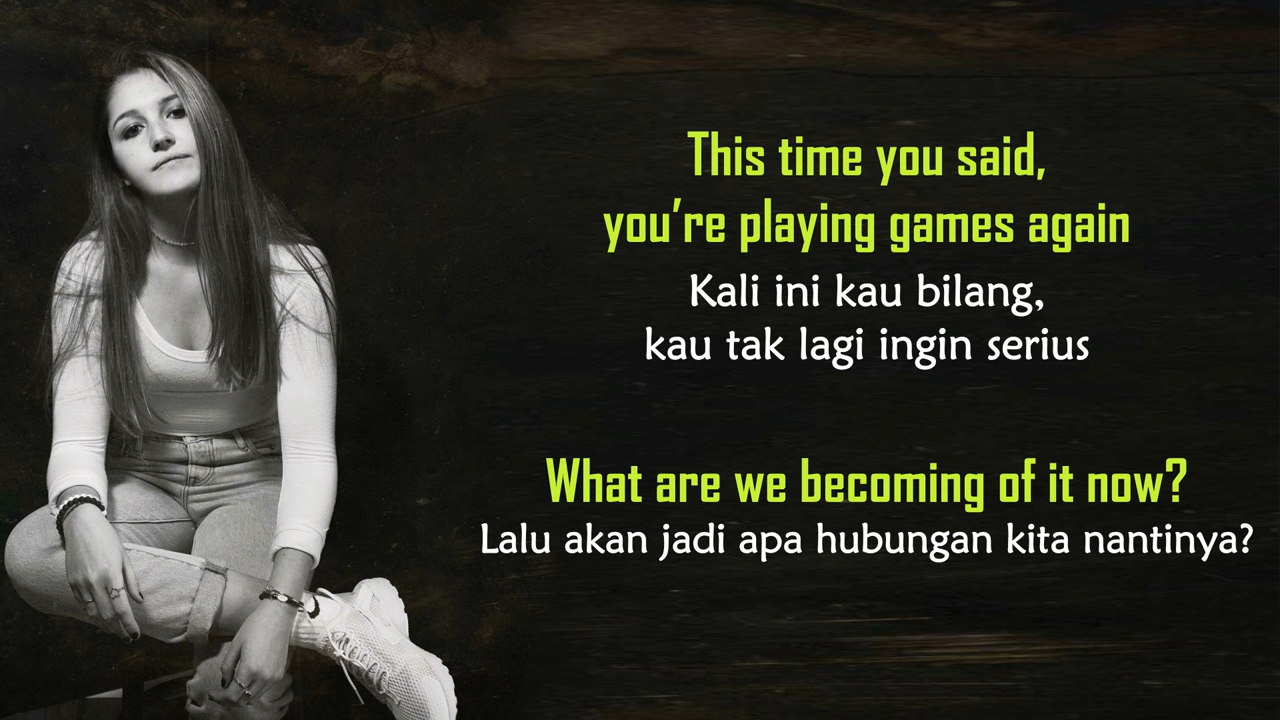 This time you said,
you’re playing games again
Kali ini kau bilang,
kau tak lagi ingin serius
What are we becoming of it now?
Lalu akan jadi apa hubungan kita nantinya?